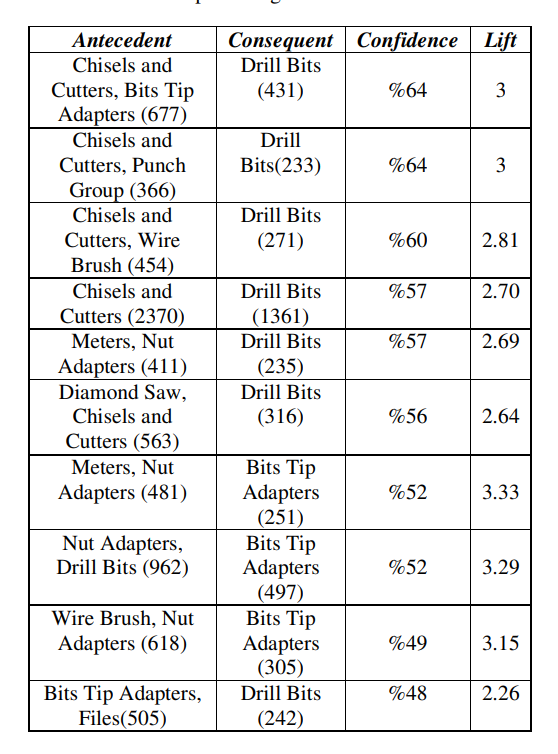 Antecedent Consequent Confidence Lift
Chisels and Cutters, Bits Tip Adapters (677) Drill Bits (431) %64 3
Chisels and Cutters, Punch Group (366) Drill Bits(233) %64 3
Chisels and Cutters, Wire Brush (454) Drill Bits (271) %60 2.81
Chisels and Cutters (2370) Drill Bits (1361) %57 2.70
Meters, Nut Adapters (411) Drill Bits (235) %57 2.69
Diamond Saw, Chisels and Cutters (563) Drill Bits (316) %56 2.64
Meters, Nut Adapters (481) Bits Tip Adapters (251) %52 3.33
Nut Adapters, Drill Bits (962) Bits Tip Adapters (497) %52 3.29
Wire Brush, Nut Adapters (618) Bits Tip Adapters (305) %49 3.15
Bits Tip Adapters, Files(505) Drill Bits (242) %48 2.26